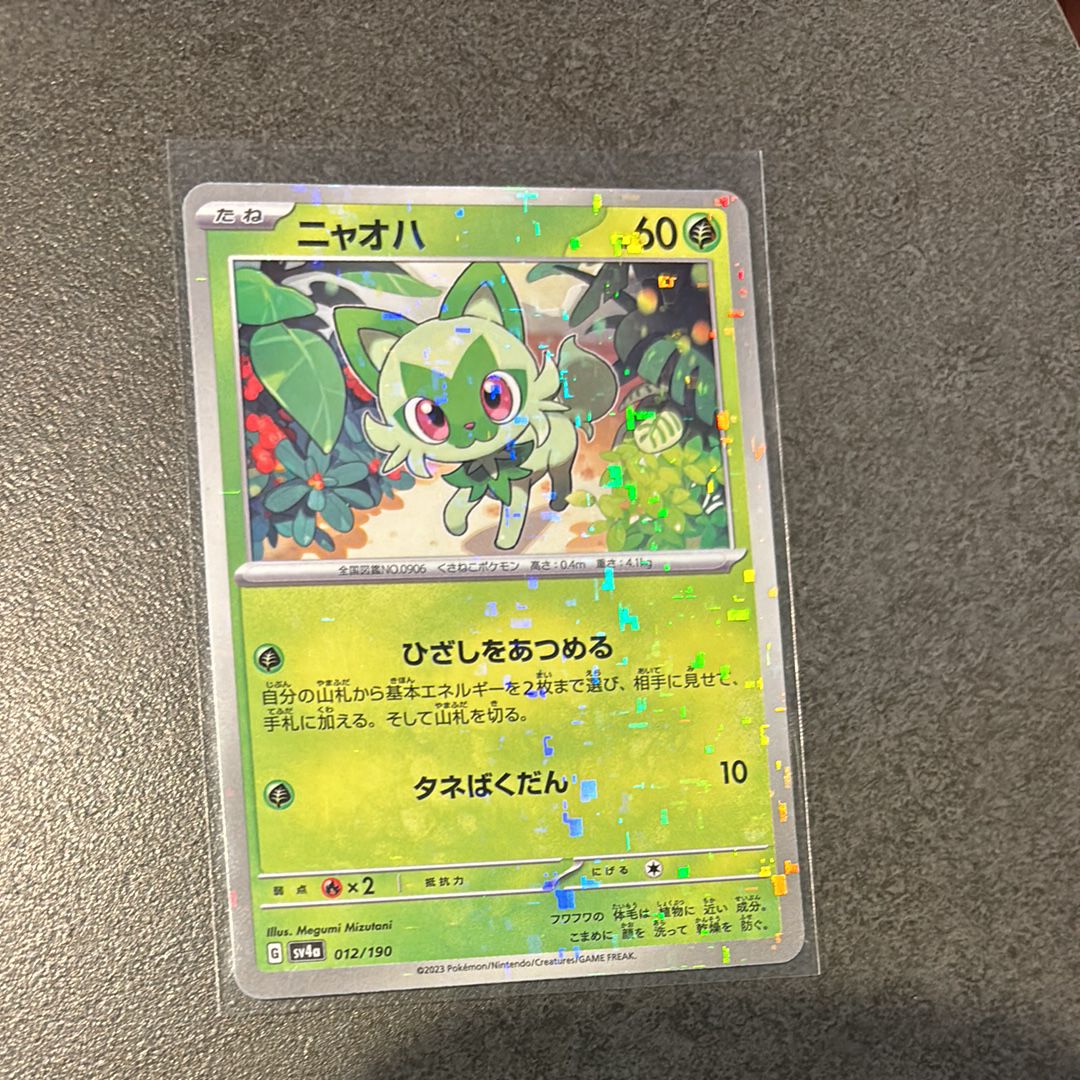 たね
ニャオハ
60
全国図鑑NO.0906 くさねこポケモン 高さ:0.4m 重さ:4.1kg
ひざしをあつめる
自分の山札から基本エネルギーを2枚まで選び、相手に見せて、
手札に加える。そして山札を切る。
タネばくだん 10
弱点 ×2 抵抗力 にげる
フワフワの 体毛は 植物に 近い 成分。
こまめに 顔を 洗って 乾燥を 防ぐ。
Illus. Megumi Mizutani
G sv4a 012/190
©2023 Pokémon/Nintendo/Creatures/GAME FREAK.